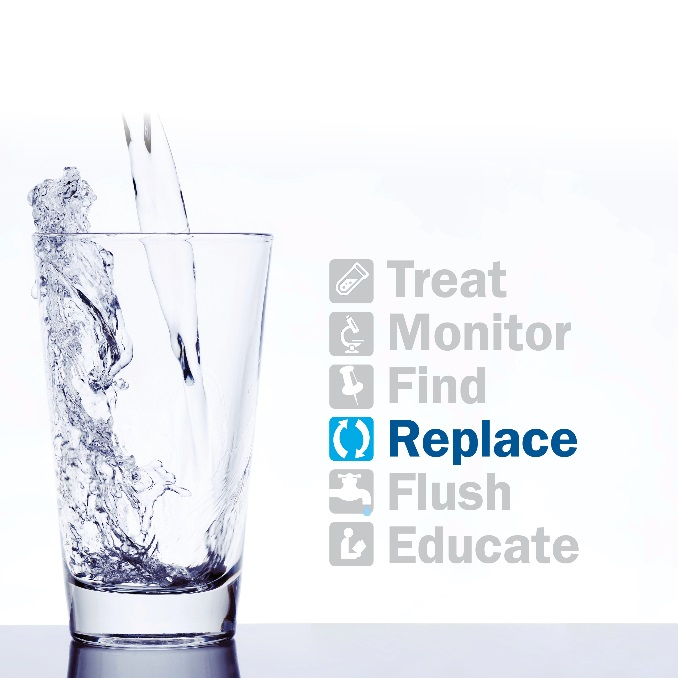 Treat
Monitor
Find
Replace
Flush
Educate